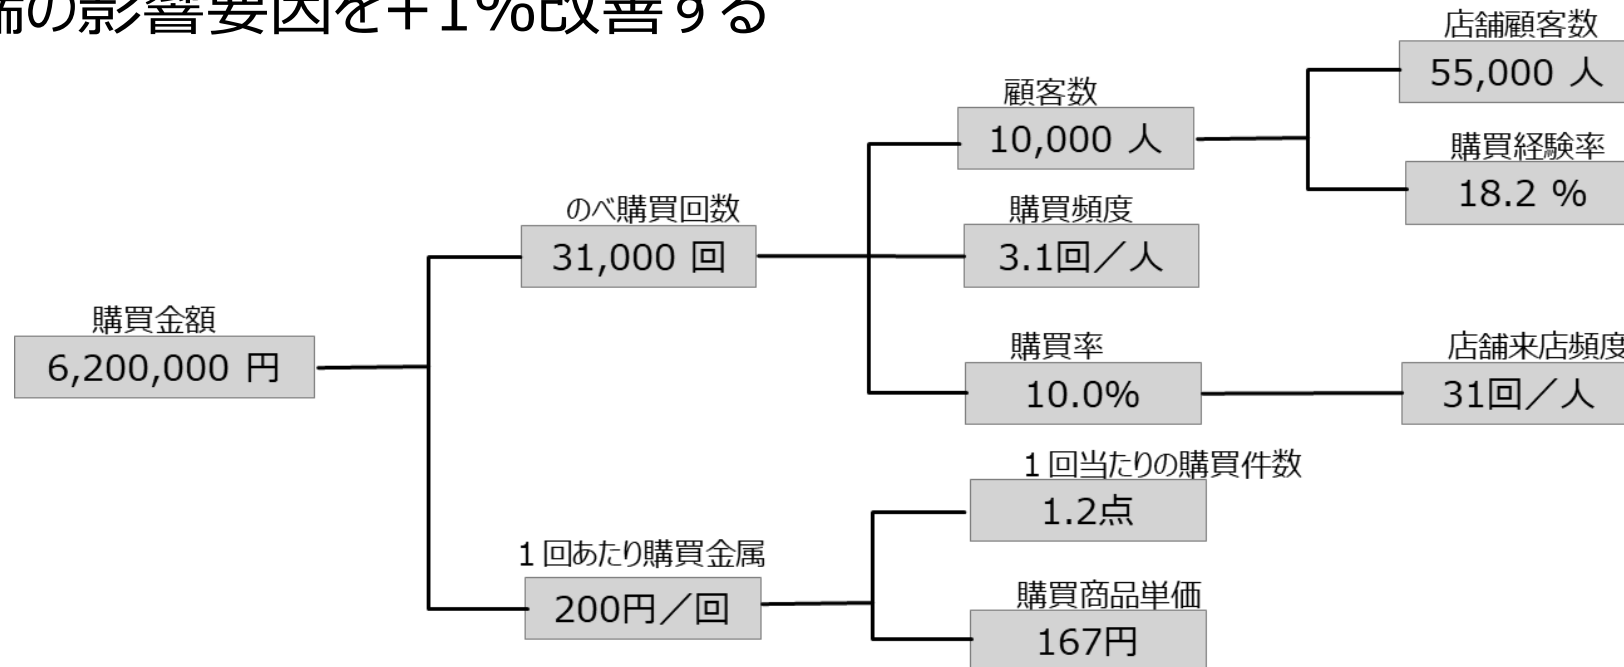 の影響要因を+1%改善する
店舗顧客数
55,000 人
顧客数
10,000 人
購買経験率
18.2 %
のべ購買回数
31,000 回
購買頻度
3.1回／人
購買金額
6,200,000 円
購買率
10.0%
店舗来店頻度
31回／人
1回当たりの購買件数
1.2点
1回あたり購買金属
200円／回
購買商品単価
167円